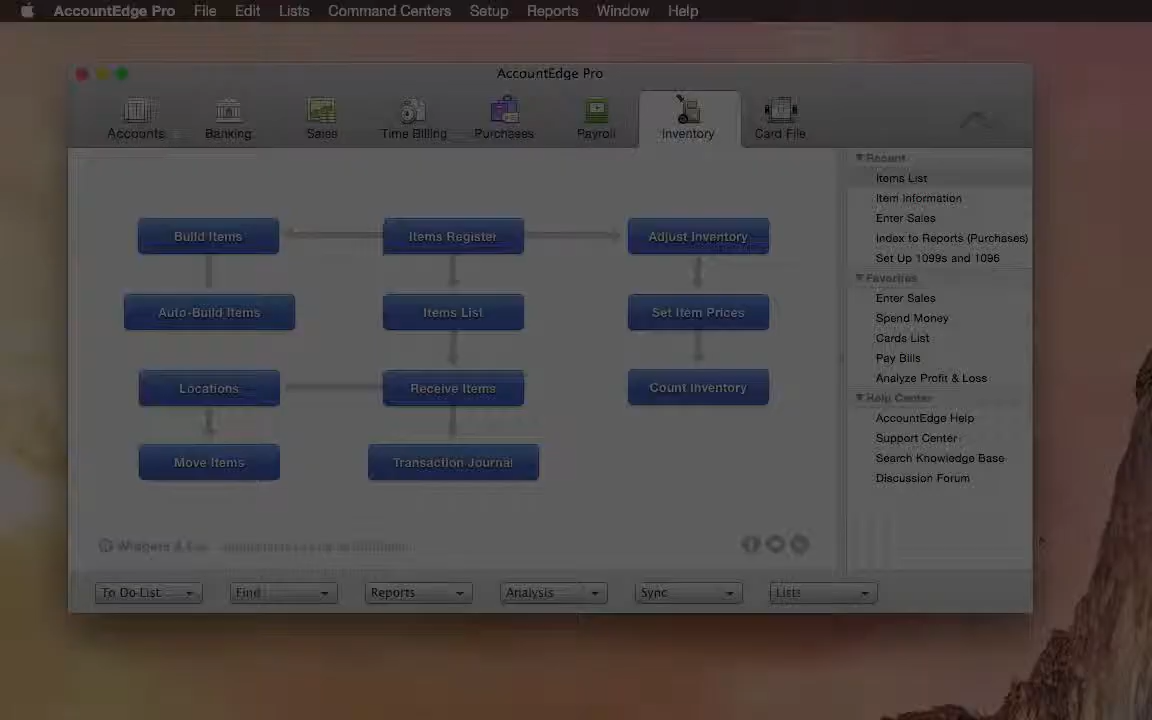 AccountEdge Pro File Edit Lists Command Centers Setup Reports Window Help
AccountEdge Pro
Accounts Banking Sales Time Billing Purchases Payroll Inventory Card File
Build Items Items Register Adjust Inventory
Auto-Build Items Items List Set Item Prices
Locations Receive Items Count Inventory
Move Items Transaction Journal
Recent
Items List
Item Information
Enter Sales
Index to Reports (Purchases)
Set Up 1099s and 1096
Favorites
Enter Sales
Spend Money
Cards List
Pay Bills
Analyze Profit & Loss
Help Center
AccountEdge Help
Support Center
Search Knowledge Base
Discussion Forum
To Do List Find Reports Analysis Sync Lists